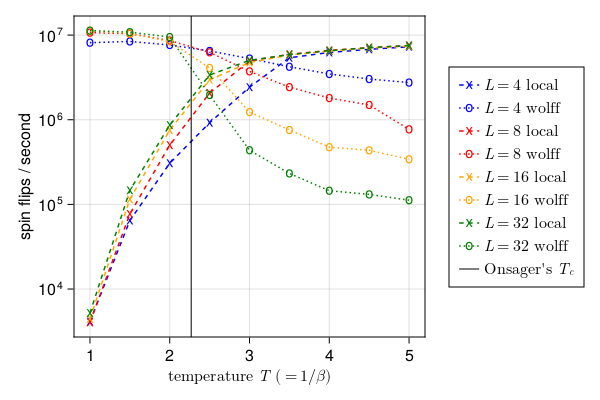 10⁷
10⁶
10⁵
10⁴
spin flips / second
1 2 3 4 5
temperature T (= 1/β)
L = 4 local
L = 4 wolff
L = 8 local
L = 8 wolff
L = 16 local
L = 16 wolff
L = 32 local
L = 32 wolff
Onsager's T_c